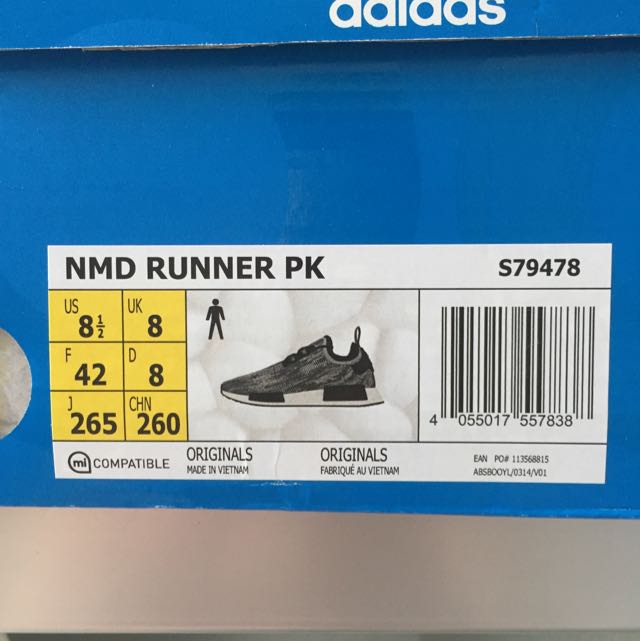 adidas
NMD RUNNER PK S79478
US 8½ UK 8
F 42 D 8
J 265 CHN 260
mi COMPATIBLE
ORIGINALS ORIGINALS
MADE IN VIETNAM FABRIQUÉ AU VIETNAM
4 055017 557838
EAN PO# 113568815
ABSBOOYL/0314/V01